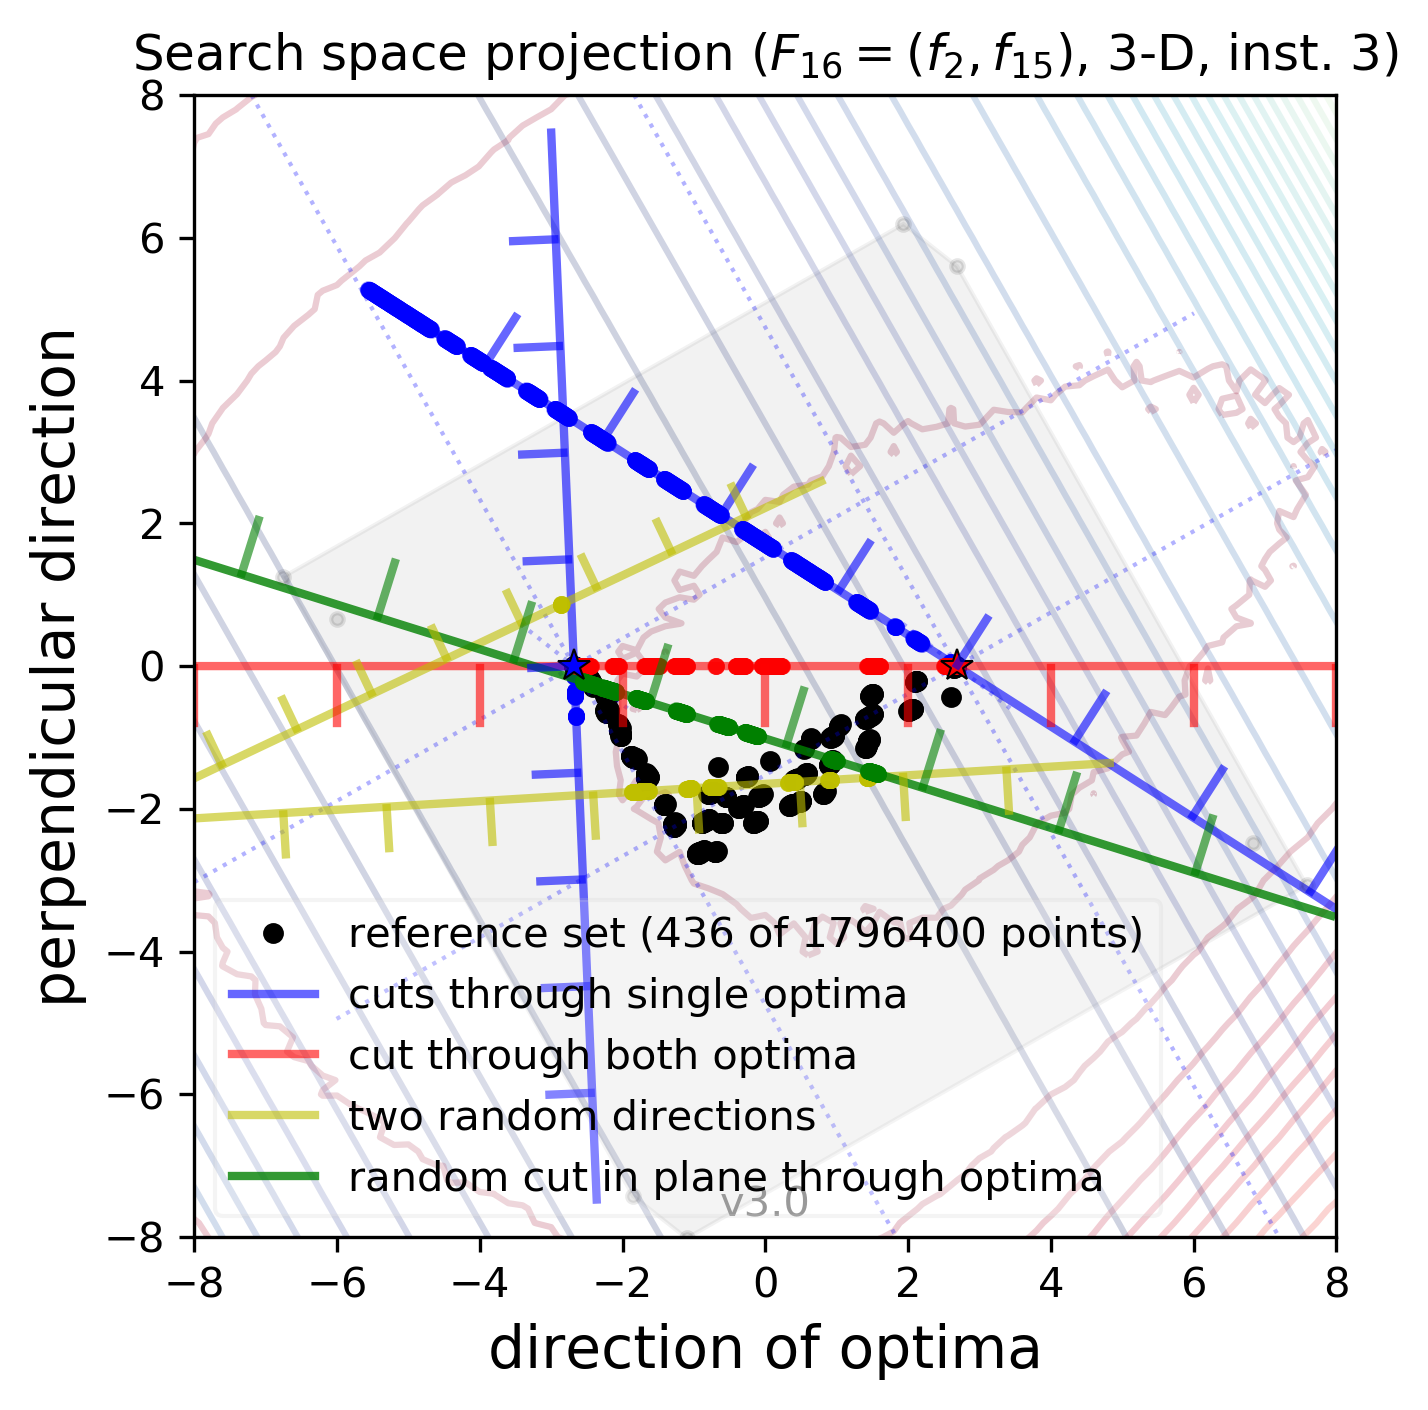 Search space projection (F₁₆ = (f₂, f₁₅), 3-D, inst. 3)
8
6
4
2
0
−2
−4
−6
−8
perpendicular direction
reference set (436 of 1796400 points)
cuts through single optima
cut through both optima
two random directions
random cut in plane through optima
v3.0
−8 −6 −4 −2 0 2 4 6 8
direction of optima